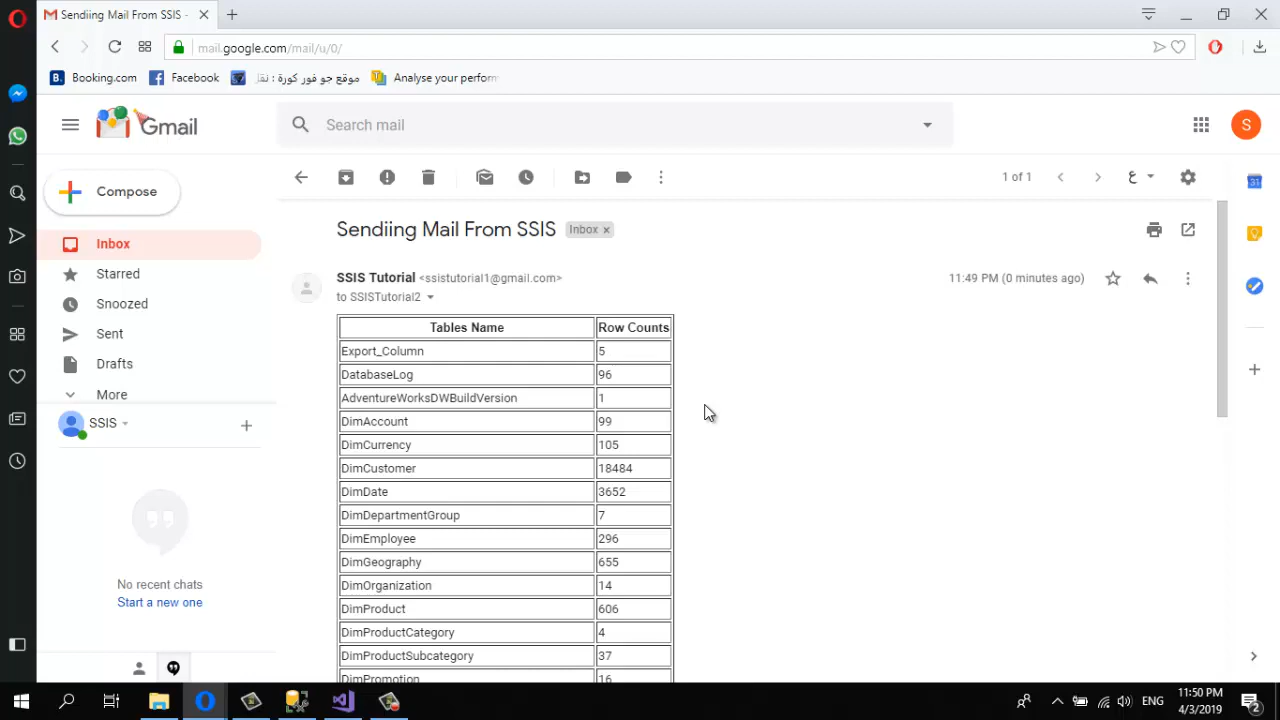 Sendiing Mail From SSIS -
mail.google.com/mail/u/0/
B. Booking.com
Facebook
موقع جو فور كورة : نقل
Analyse your perform
Gmail
Search mail
S
Compose
1 of 1
ع
31
Inbox
Starred
Snoozed
Sent
Drafts
More
SSIS
No recent chats
Start a new one
Sendiing Mail From SSIS
Inbox x
SSIS Tutorial <ssistutorial1@gmail.com>
11:49 PM (0 minutes ago)
to SSISTutorial2
Tables Name Row Counts
Export_Column 5
DatabaseLog 96
AdventureWorksDWBuildVersion 1
DimAccount 99
DimCurrency 105
DimCustomer 18484
DimDate 3652
DimDepartmentGroup 7
DimEmployee 296
DimGeography 655
DimOrganization 14
DimProduct 606
DimProductCategory 4
DimProductSubcategory 37
DimPromotion 16
ENG
11:50 PM
4/3/2019
2